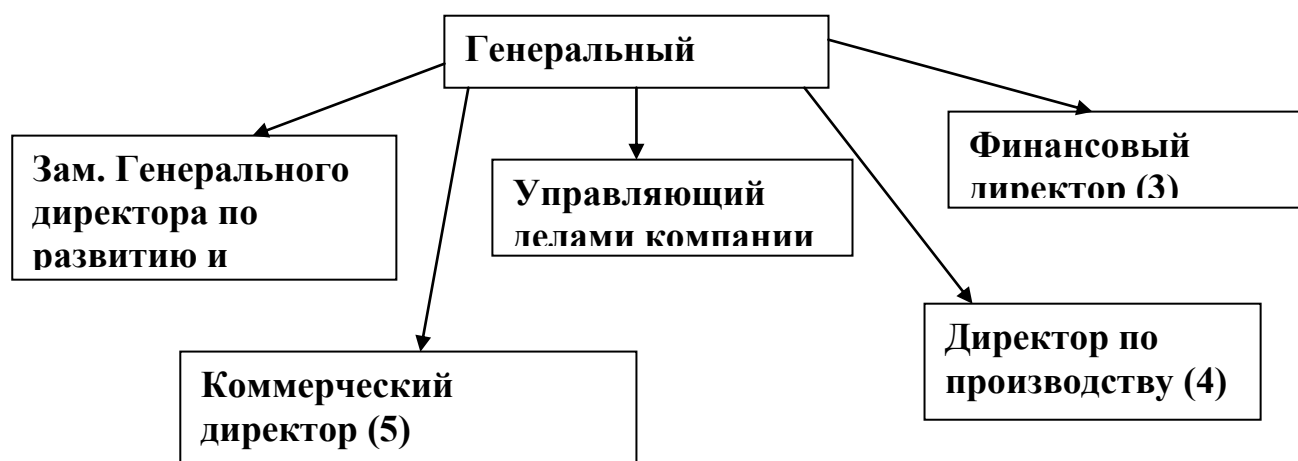 Генеральный
Зам. Генерального
директора по
развитию и
Управляющий
делами компании
Финансовый
директор (3)
Коммерческий
директор (5)
Директор по
производству (4)